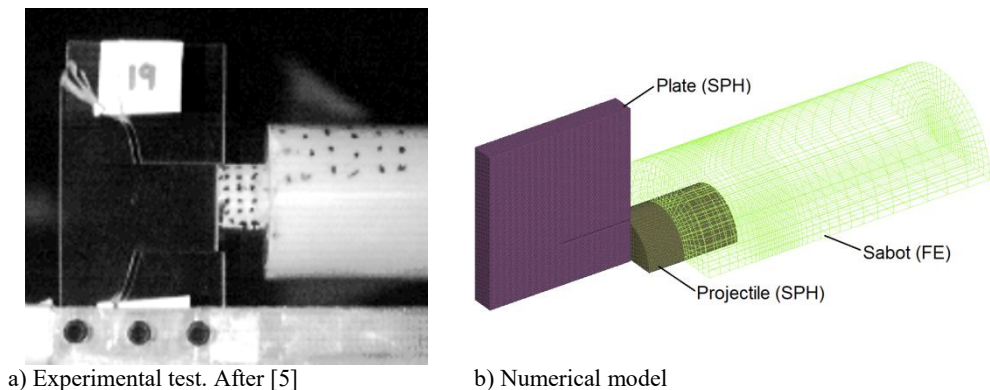 19
Plate (SPH)
Sabot (FE)
Projectile (SPH)
a) Experimental test. After [5]
b) Numerical model